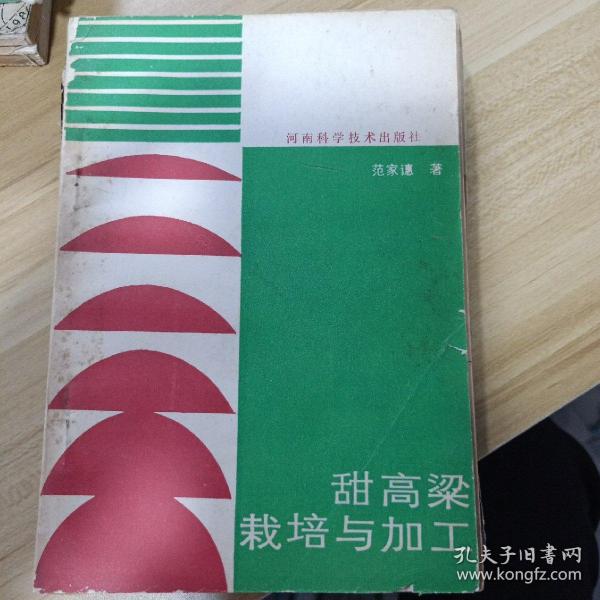 河南科学技术出版社
范家譓 著
甜高粱
栽培与加工
孔夫子旧书网
www.kongfz.com